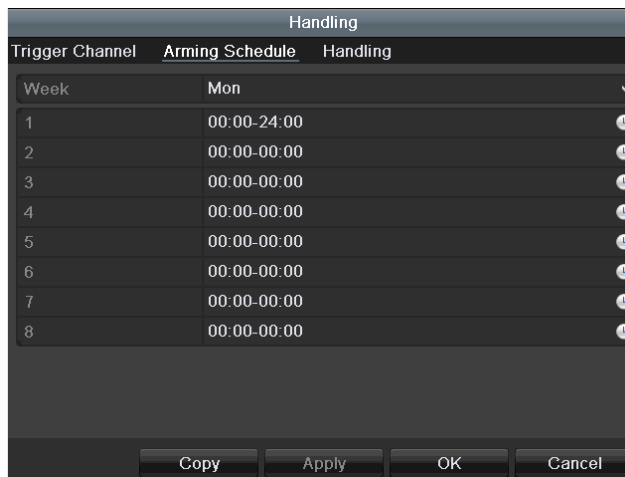 Handling
Trigger Channel Arming Schedule Handling
Week Mon
1 00:00-24:00
2 00:00-00:00
3 00:00-00:00
4 00:00-00:00
5 00:00-00:00
6 00:00-00:00
7 00:00-00:00
8 00:00-00:00
Copy Apply OK Cancel